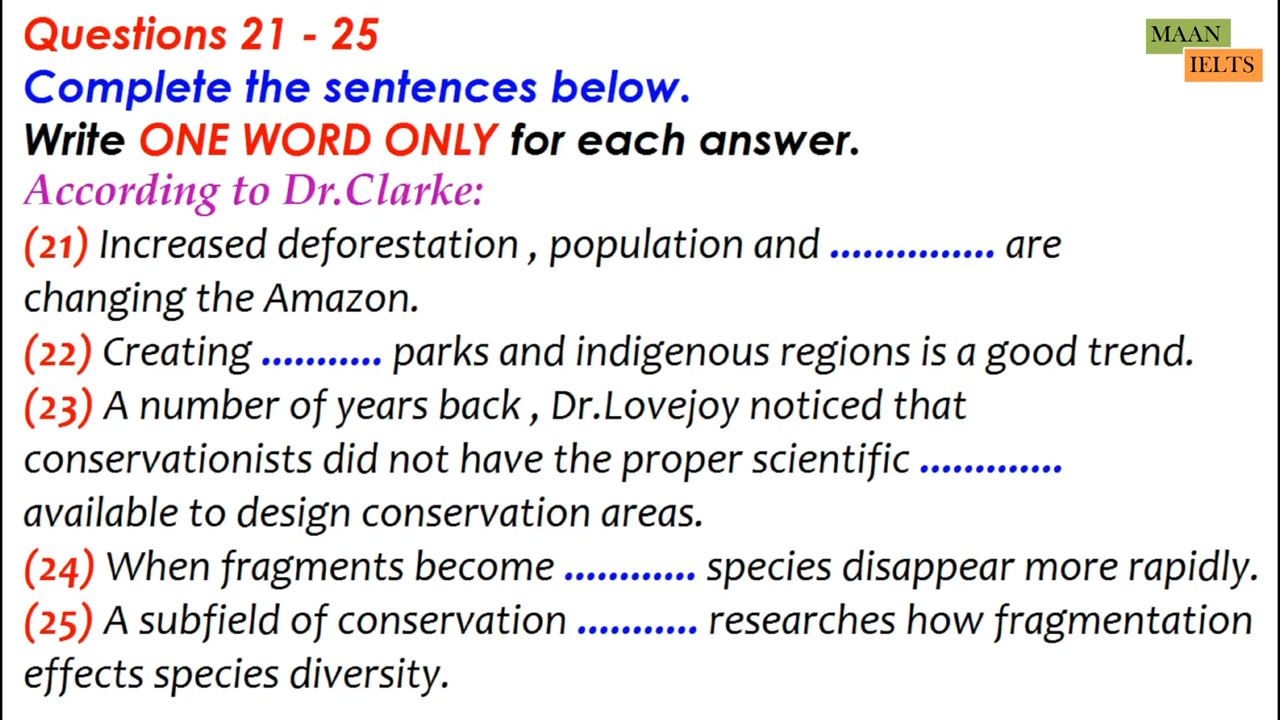 Questions 21 - 25
MAAN
IELTS
Complete the sentences below.
Write ONE WORD ONLY for each answer.
According to Dr.Clarke:
(21) Increased deforestation , population and ............... are
changing the Amazon.
(22) Creating ........... parks and indigenous regions is a good trend.
(23) A number of years back , Dr.Lovejoy noticed that
conservationists did not have the proper scientific .............
available to design conservation areas.
(24) When fragments become ............ species disappear more rapidly.
(25) A subfield of conservation ........... researches how fragmentation
effects species diversity.